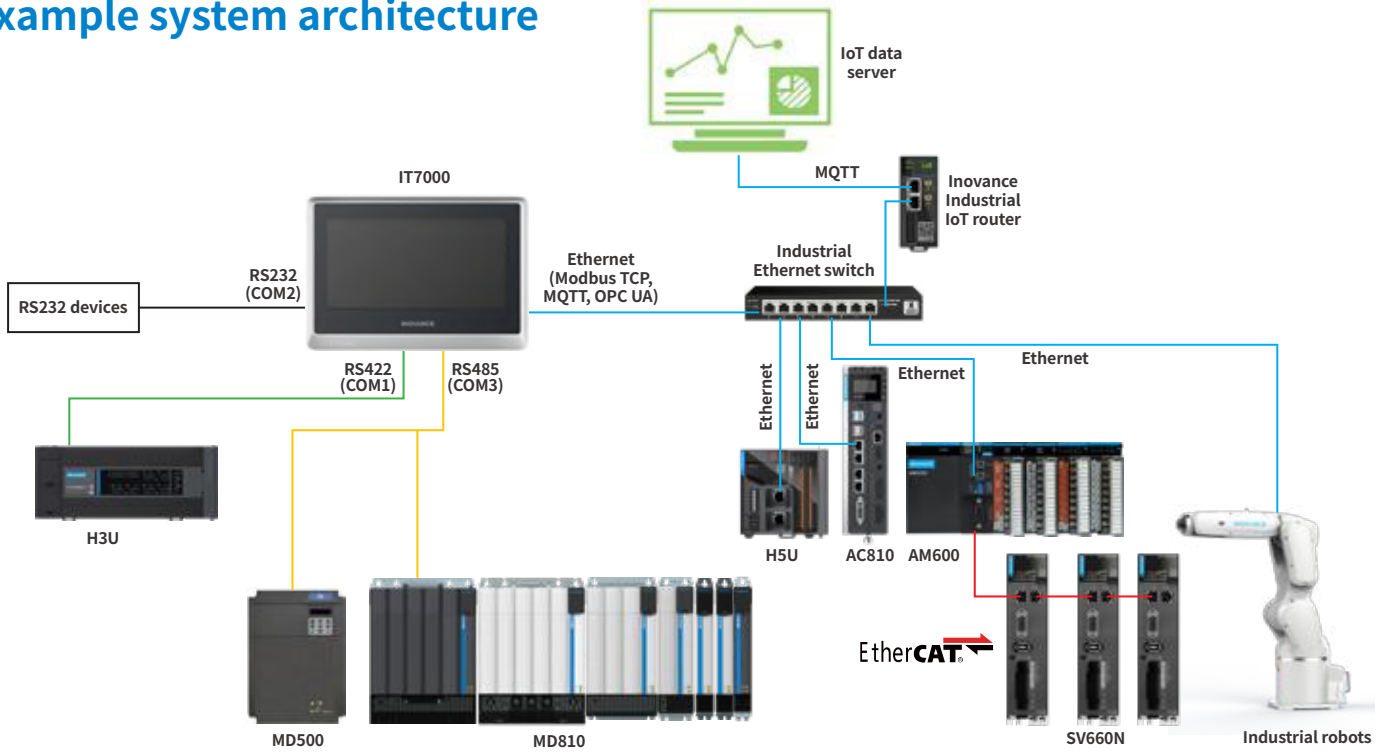 xample system architecture
IoT data
server
MQTT
Inovance
Industrial
IoT router
IT7000
Industrial
Ethernet switch
Ethernet
(Modbus TCP,
MQTT, OPC UA)
RS232
(COM2)
RS232 devices
INOVANCE
RS422
(COM1)
RS485
(COM3)
Ethernet
Ethernet
Ethernet
Ethernet
H3U
H5U
AC810
AM600
EtherCAT®
MD500
MD810
SV660N
Industrial robots